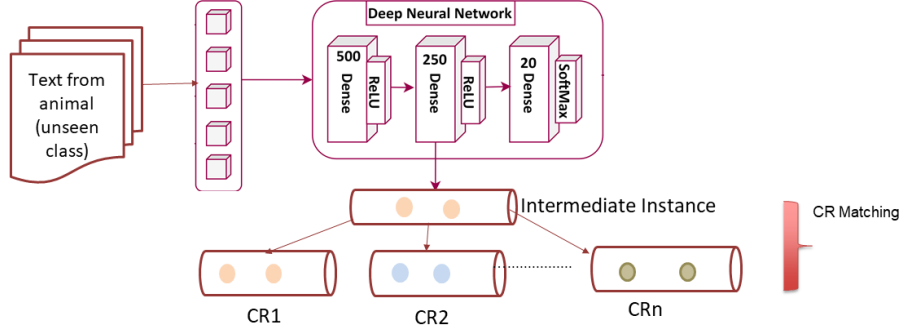 Deep Neural Network
Text from
animal
(unseen
class)
500
Dense
ReLU
250
Dense
ReLU
20
Dense
SoftMax
Intermediate Instance
CR Matching
CR1
CR2
CRn